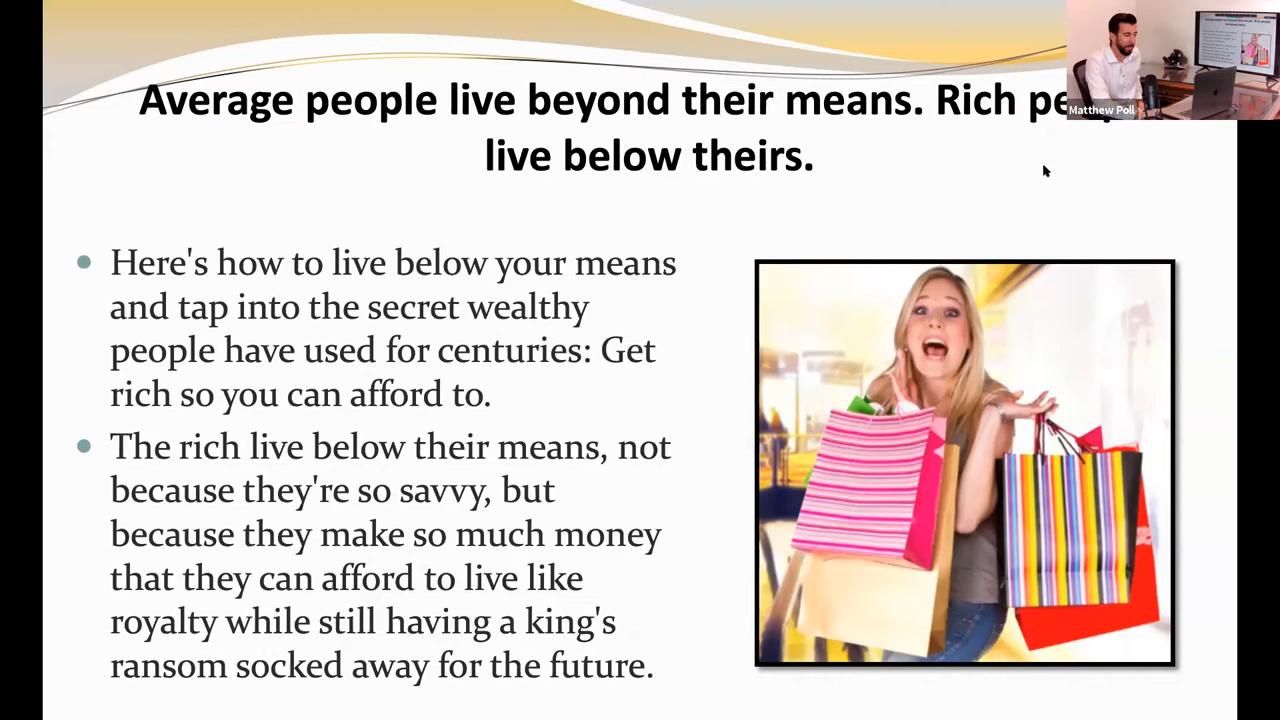 Average people live beyond their means. Rich
live below theirs.
Matthew Poll
Here's how to live below your means
and tap into the secret wealthy
people have used for centuries: Get
rich so you can afford to.
The rich live below their means, not
because they're so savvy, but
because they make so much money
that they can afford to live like
royalty while still having a king's
ransom socked away for the future.